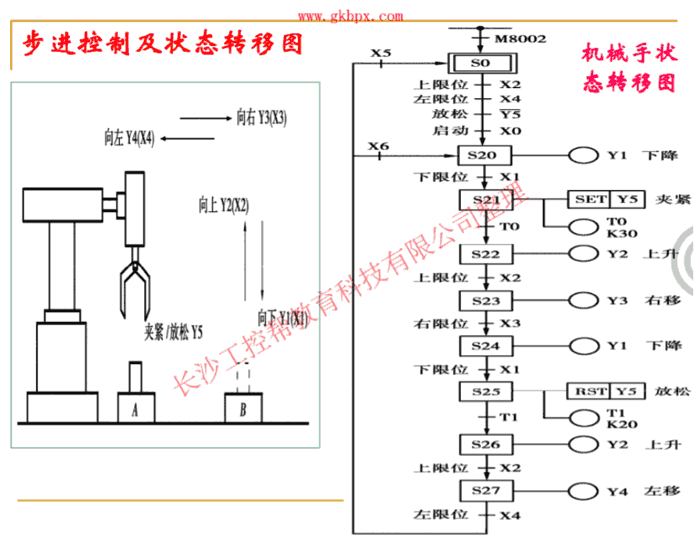 www.gkbpx.com
步进控制及状态转移图
机械手状
态转移图
向右 Y3(X3)
向左 Y4(X4)
向上 Y2(X2)
向下 Y1(X1)
夹紧/放松 Y5
A
B
M8002
X5
S0
上限位 X2
左限位 X4
放松 Y5
启动 X0
X6
S20 Y1 下降
下限位 X1
S21 SET Y5 夹紧
T0
K30
T0
S22 Y2 上升
上限位 X2
S23 Y3 右移
右限位 X3
S24 Y1 下降
下限位 X1
S25 RST Y5 放松
T1
K20
T1
S26 Y2 上升
上限位 X2
S27 Y4 左移
左限位 X4
长沙工控帮教育科技有限公司整理